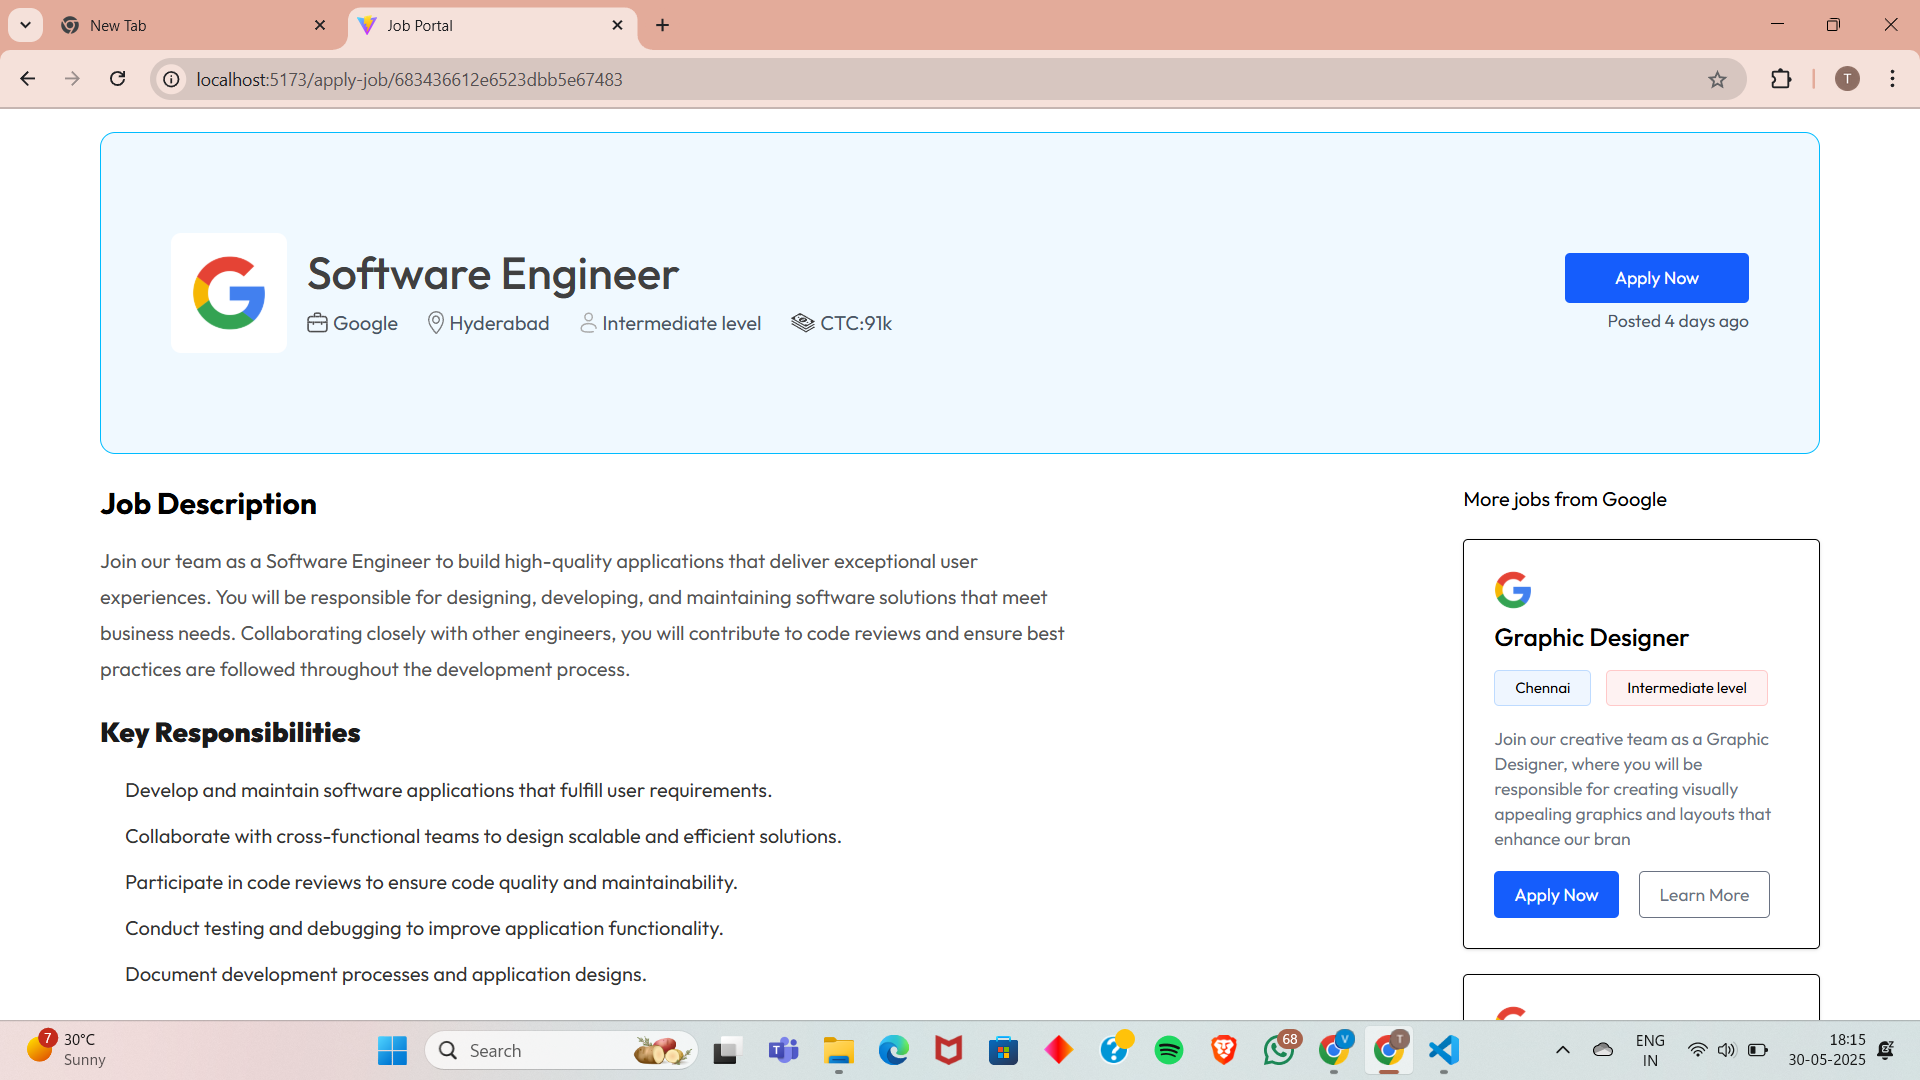 New Tab
Job Portal
localhost:5173/apply-job/683436612e6523dbb5e67483
T
Software Engineer
Google
Hyderabad
Intermediate level
CTC:91k
Apply Now
Posted 4 days ago
Job Description
Join our team as a Software Engineer to build high-quality applications that deliver exceptional user
experiences. You will be responsible for designing, developing, and maintaining software solutions that meet
business needs. Collaborating closely with other engineers, you will contribute to code reviews and ensure best
practices are followed throughout the development process.
Key Responsibilities
Develop and maintain software applications that fulfill user requirements.
Collaborate with cross-functional teams to design scalable and efficient solutions.
Participate in code reviews to ensure code quality and maintainability.
Conduct testing and debugging to improve application functionality.
Document development processes and application designs.
More jobs from Google
Graphic Designer
Chennai
Intermediate level
Join our creative team as a Graphic
Designer, where you will be
responsible for creating visually
appealing graphics and layouts that
enhance our bran
Apply Now
Learn More
7
30°C
Sunny
Search
68
V
T
ENG
IN
18:15
30-05-2025